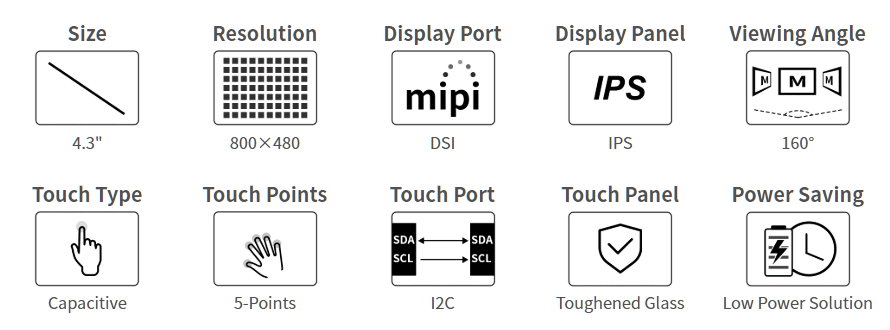 Size Resolution Display Port Display Panel Viewing Angle
mipi IPS M M M
4.3" 800×480 DSI IPS 160°
Touch Type Touch Points Touch Port Touch Panel Power Saving
SDA SDA
SCL SCL
Capacitive 5-Points I2C Toughened Glass Low Power Solution